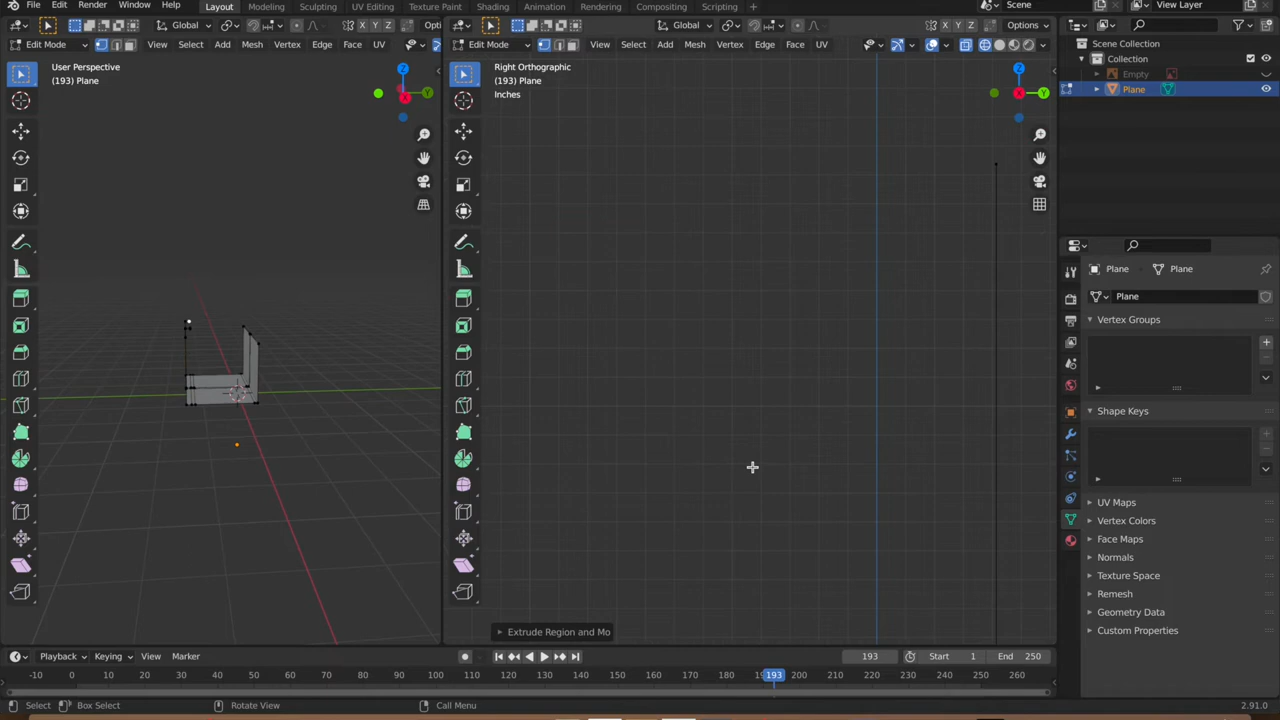 File Edit Render Window Help Layout Modeling Sculpting UV Editing Texture Paint Shading Animation Rendering Compositing Scripting Scene View Layer
Global Opti Global X Y Z Options
Edit Mode View Select Add Mesh Vertex Edge Face UV Edit Mode View Select Add Mesh Vertex Edge Face UV
Scene Collection
Collection
Empty
Plane
User Perspective
(193) Plane
Right Orthographic
(193) Plane
Inches
Z
X
Y
Z
X
Y
Plane Plane
Plane
Vertex Groups
Shape Keys
UV Maps
Vertex Colors
Face Maps
Normals
Texture Space
Remesh
Geometry Data
Custom Properties
Extrude Region and Mo
Playback Keying View Marker 193 Start 1 End 250
-10 0 10 20 30 40 50 60 70 80 90 100 110 120 130 140 150 160 170 180 193 200 210 220 230 240 250 260
Select Box Select Rotate View Call Menu 2.91.0